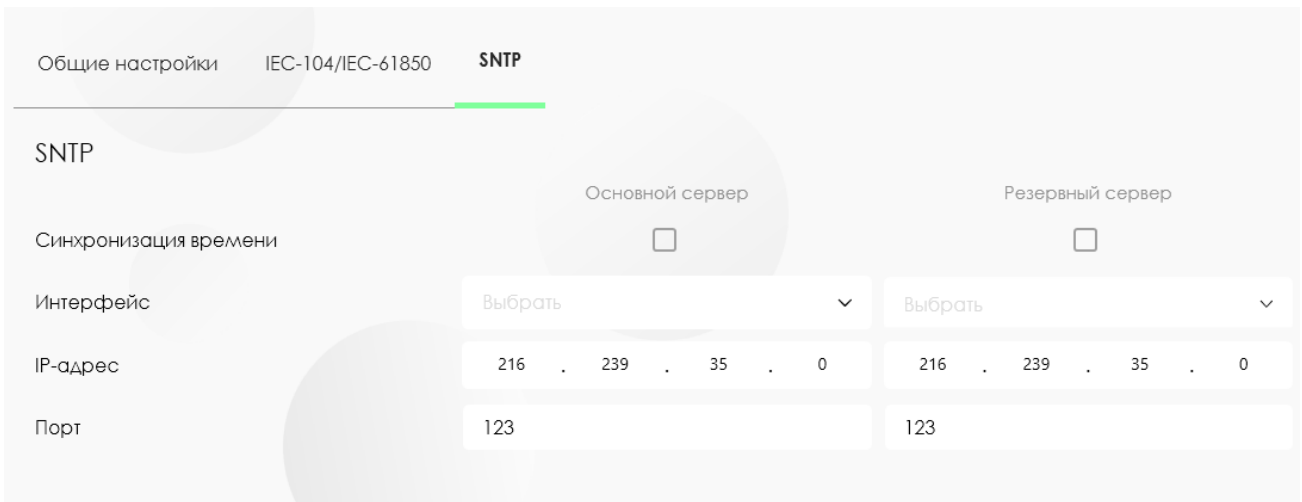 Общие настройки IEC-104/IEC-61850 SNTP
SNTP
Основной сервер Резервный сервер
Синхронизация времени
Интерфейс Выбрать Выбрать
IP-адрес 216 . 239 . 35 . 0 216 . 239 . 35 . 0
Порт 123 123